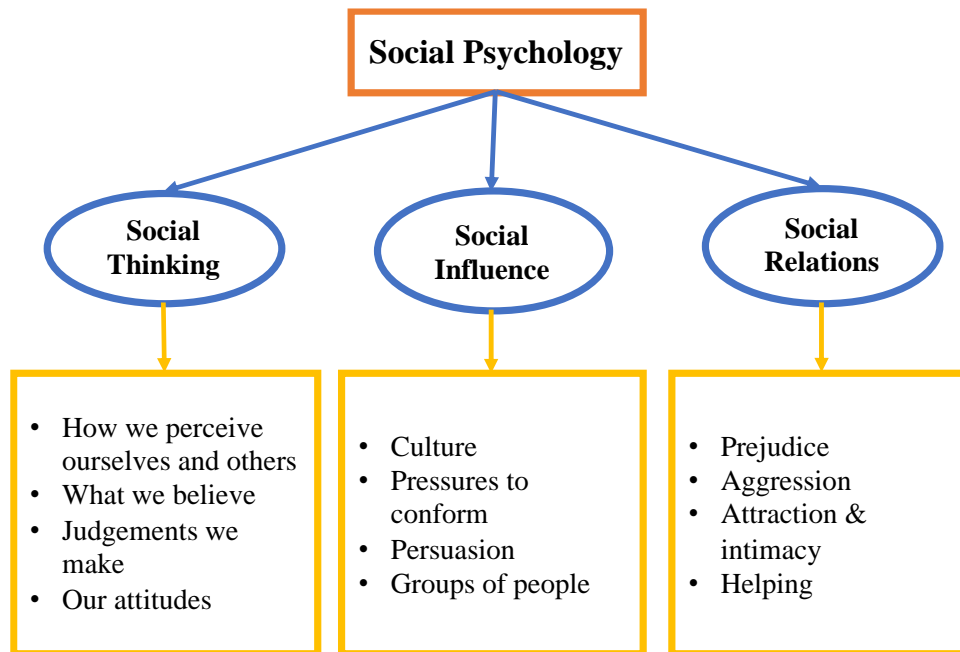 Social Psychology
Social
Thinking
Social
Influence
Social
Relations
• How we perceive
ourselves and others
• What we believe
• Judgements we
make
• Our attitudes
• Culture
• Pressures to
conform
• Persuasion
• Groups of people
• Prejudice
• Aggression
• Attraction &
intimacy
• Helping